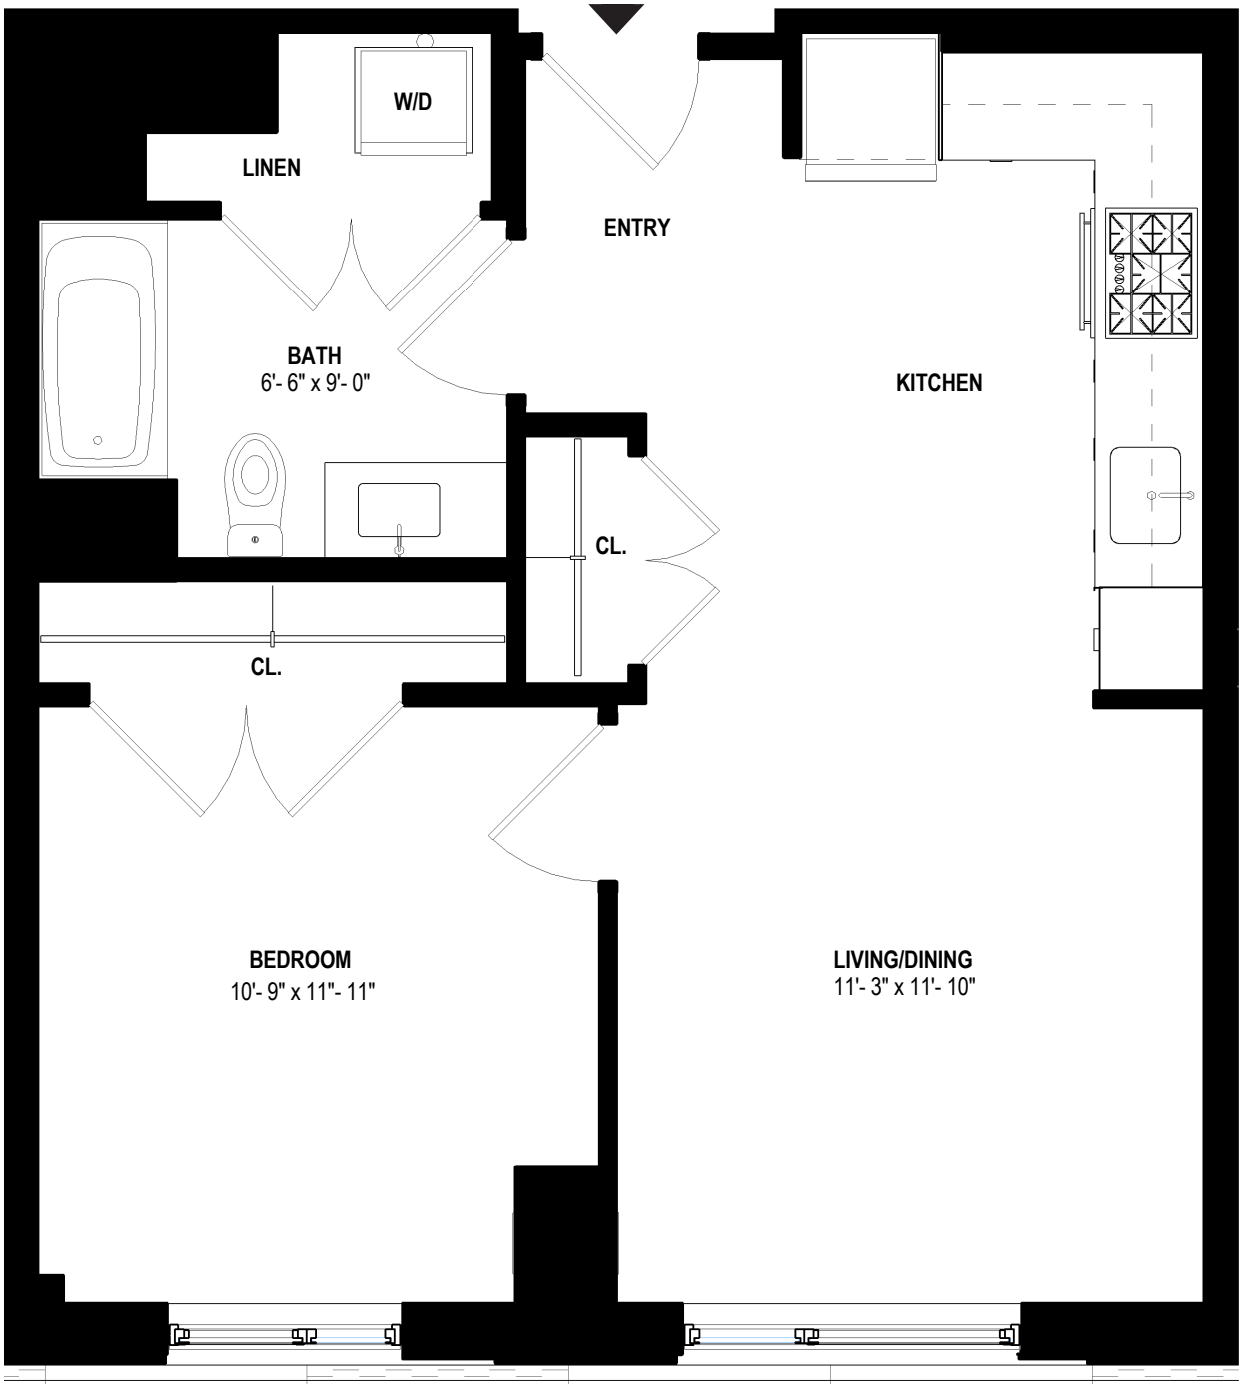 W/D
LINEN
ENTRY
BATH
6'- 6" x 9'- 0"
KITCHEN
CL.
CL.
BEDROOM
10'- 9" x 11"- 11"
LIVING/DINING
11'- 3" x 11'- 10"